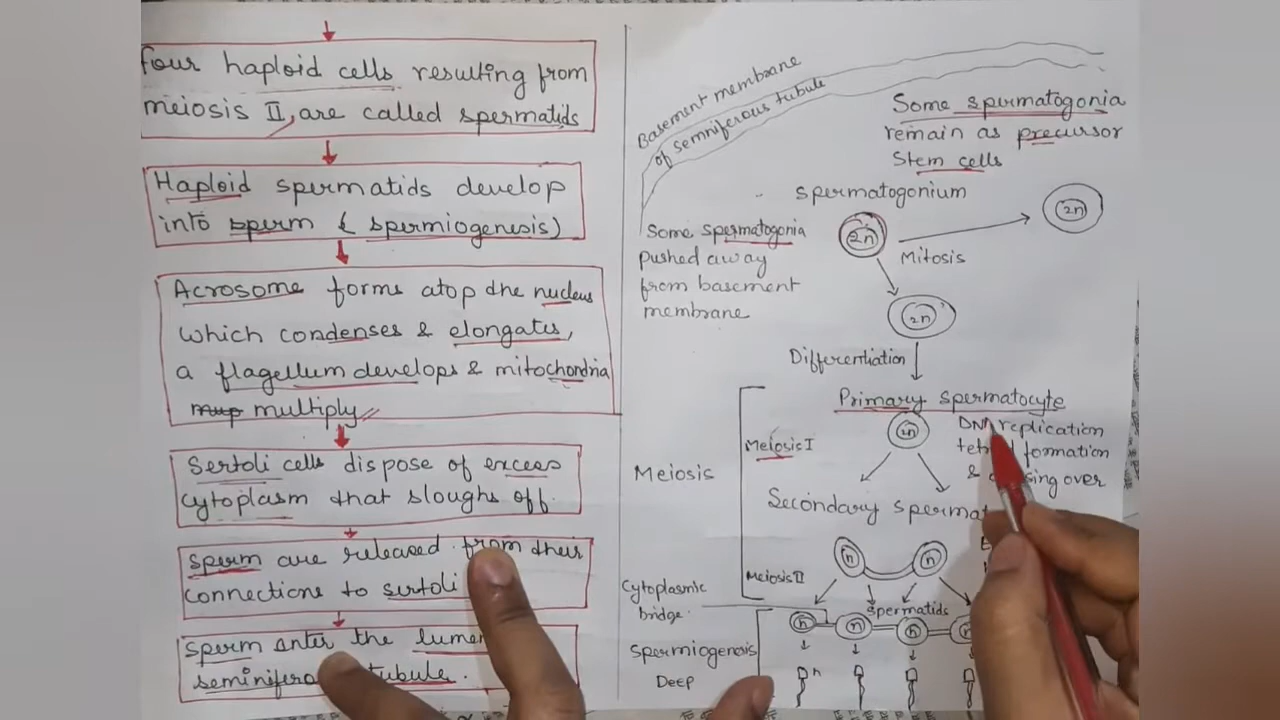 four haploid cells resulting from
meiosis II, are called spermatids
Haploid spermatids develop
into sperm ( spermiogenesis)
Acrosome forms atop the nucleus
which condenses & elongates,
a flagellum develops & mitochondria
multiply
Sertoli cells dispose of excess
cytoplasm that sloughs off.
sperm are released from their
connections to sertoli
sperm enter the lumen
tubule.
Basement membrane
of semniferous tubule
Some spermatogonia
remain as precursor
stem cells
spermatogonium
2n
2n
Mitosis
Some spermatogonia
pushed away
from basement
membrane
2n
Differentiation
Primary spermatocyte
2n
DNA replication
formation
& over
Meiosis I
Meiosis
Secondary
n
n
Meiosis II
Cytoplasmic
bridge.
spermatids
n
n
n
n
Spermiogenesis
Deep
n